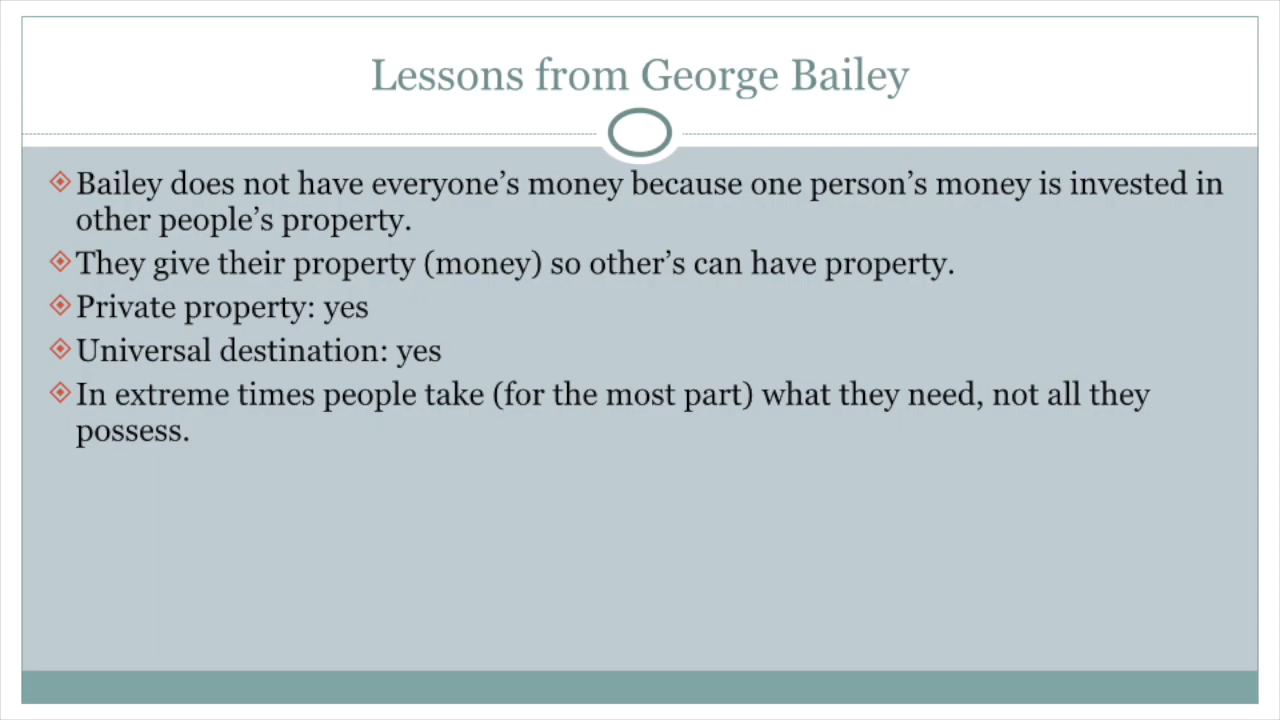 Lessons from George Bailey
Bailey does not have everyone’s money because one person’s money is invested in
other people’s property.
They give their property (money) so other’s can have property.
Private property: yes
Universal destination: yes
In extreme times people take (for the most part) what they need, not all they
possess.